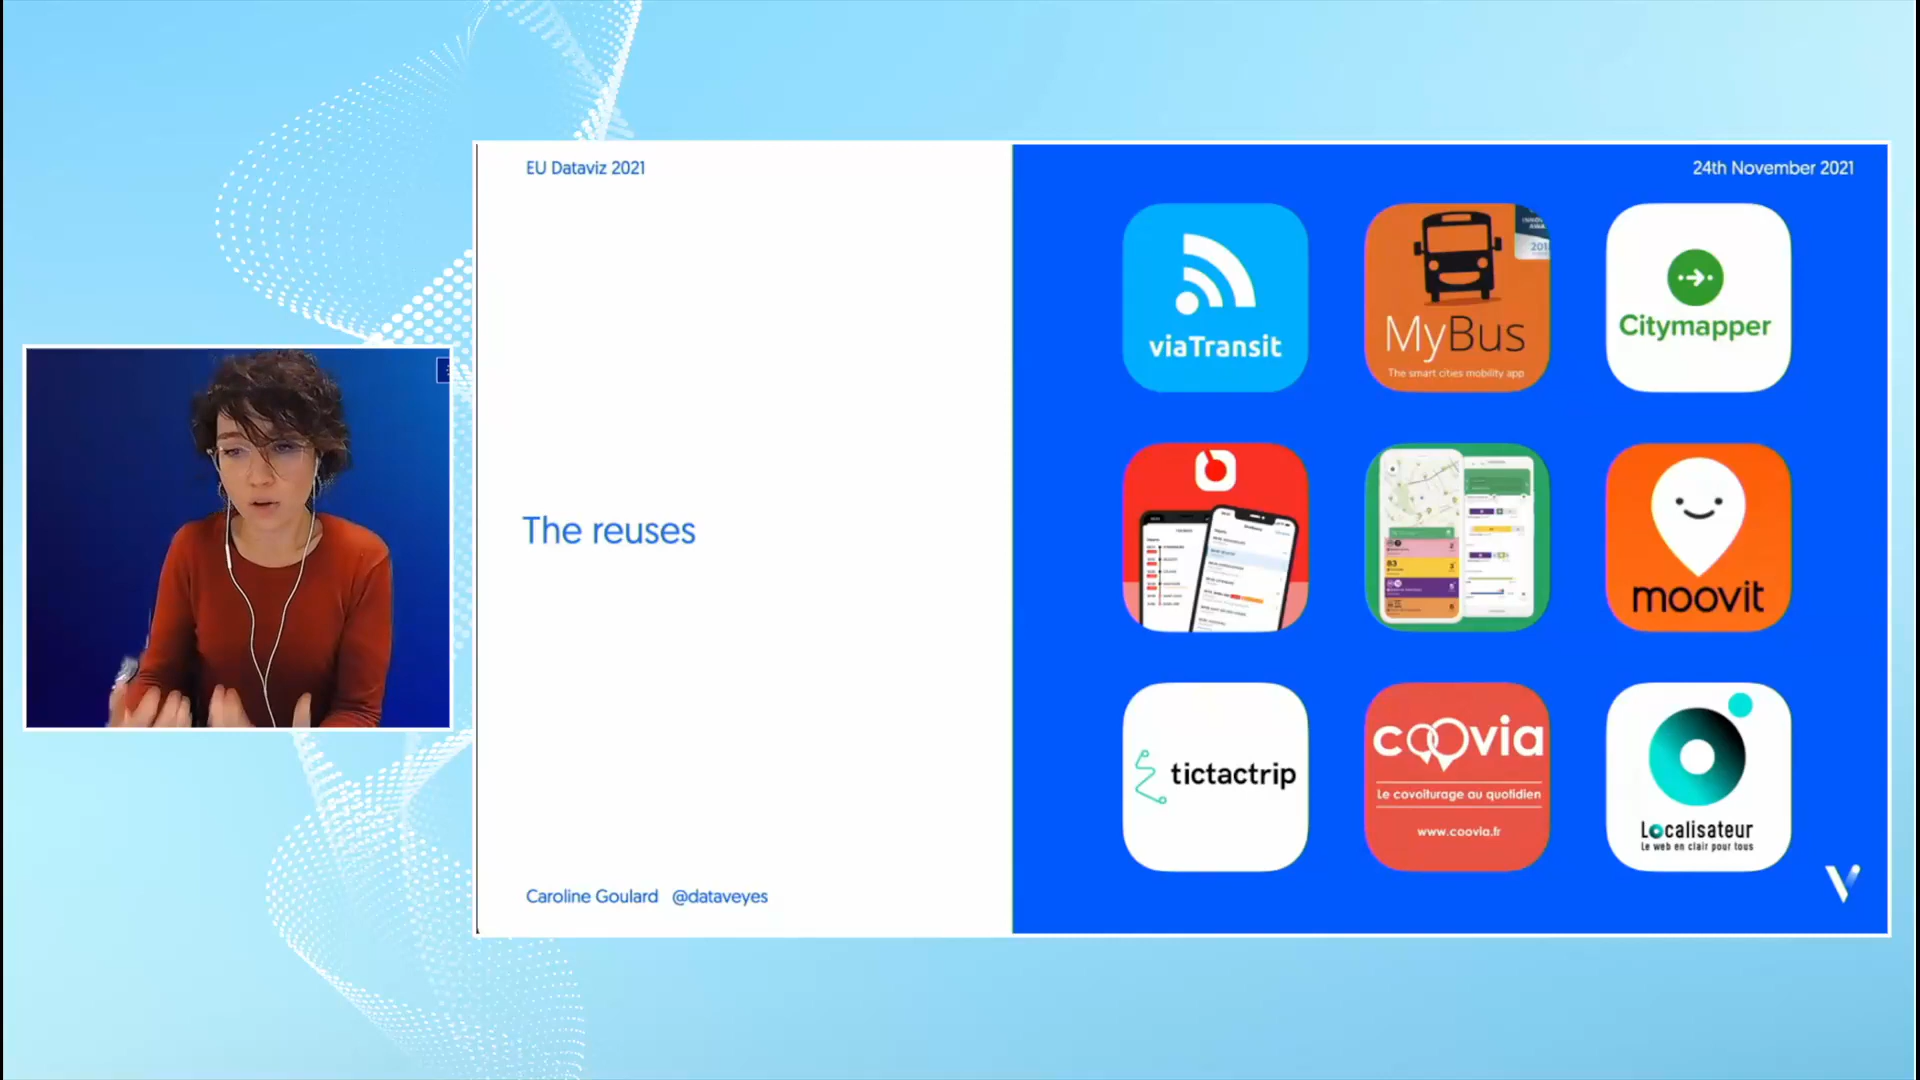 EU Dataviz 2021
24th November 2021
viaTransit
MyBus
The smart cities mobility app
Citymapper
The reuses
83
moovit
tictactrip
coovia
Le covoiturage au quotidien
www.coovia.fr
Localisateur
Le web en clair pour tous
Caroline Goulard @dataveyes